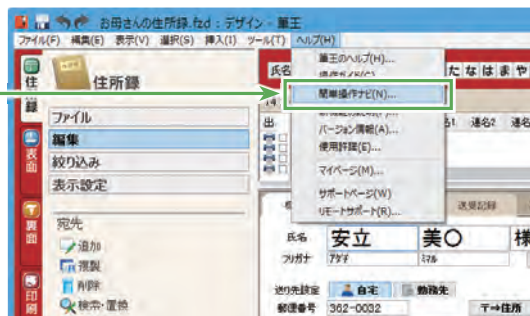 お母さんの住所録.fzd : デザイン - 筆王
ファイル(F) 編集(E) 表示(V) 選択(S) 挿入(I) ツール(T) ヘルプ(H)
住所録
住所録
ファイル
編集
絞り込み
表示設定
宛先
追加
複製
削除
検索・置換
表面
裏面
印刷
筆王のヘルプ(H)...
簡単操作ナビ(N)...
バージョン情報(A)...
使用許諾(E)...
マイページ(M)...
サポートページ(W)
リモートサポート(R)...
氏名
た な は ま や
出
連名2
送受記録
氏名 安立 美〇 様
フリガナ アダチ
送り先設定 自宅 勤務先
郵便番号 362-0032 〒→住所